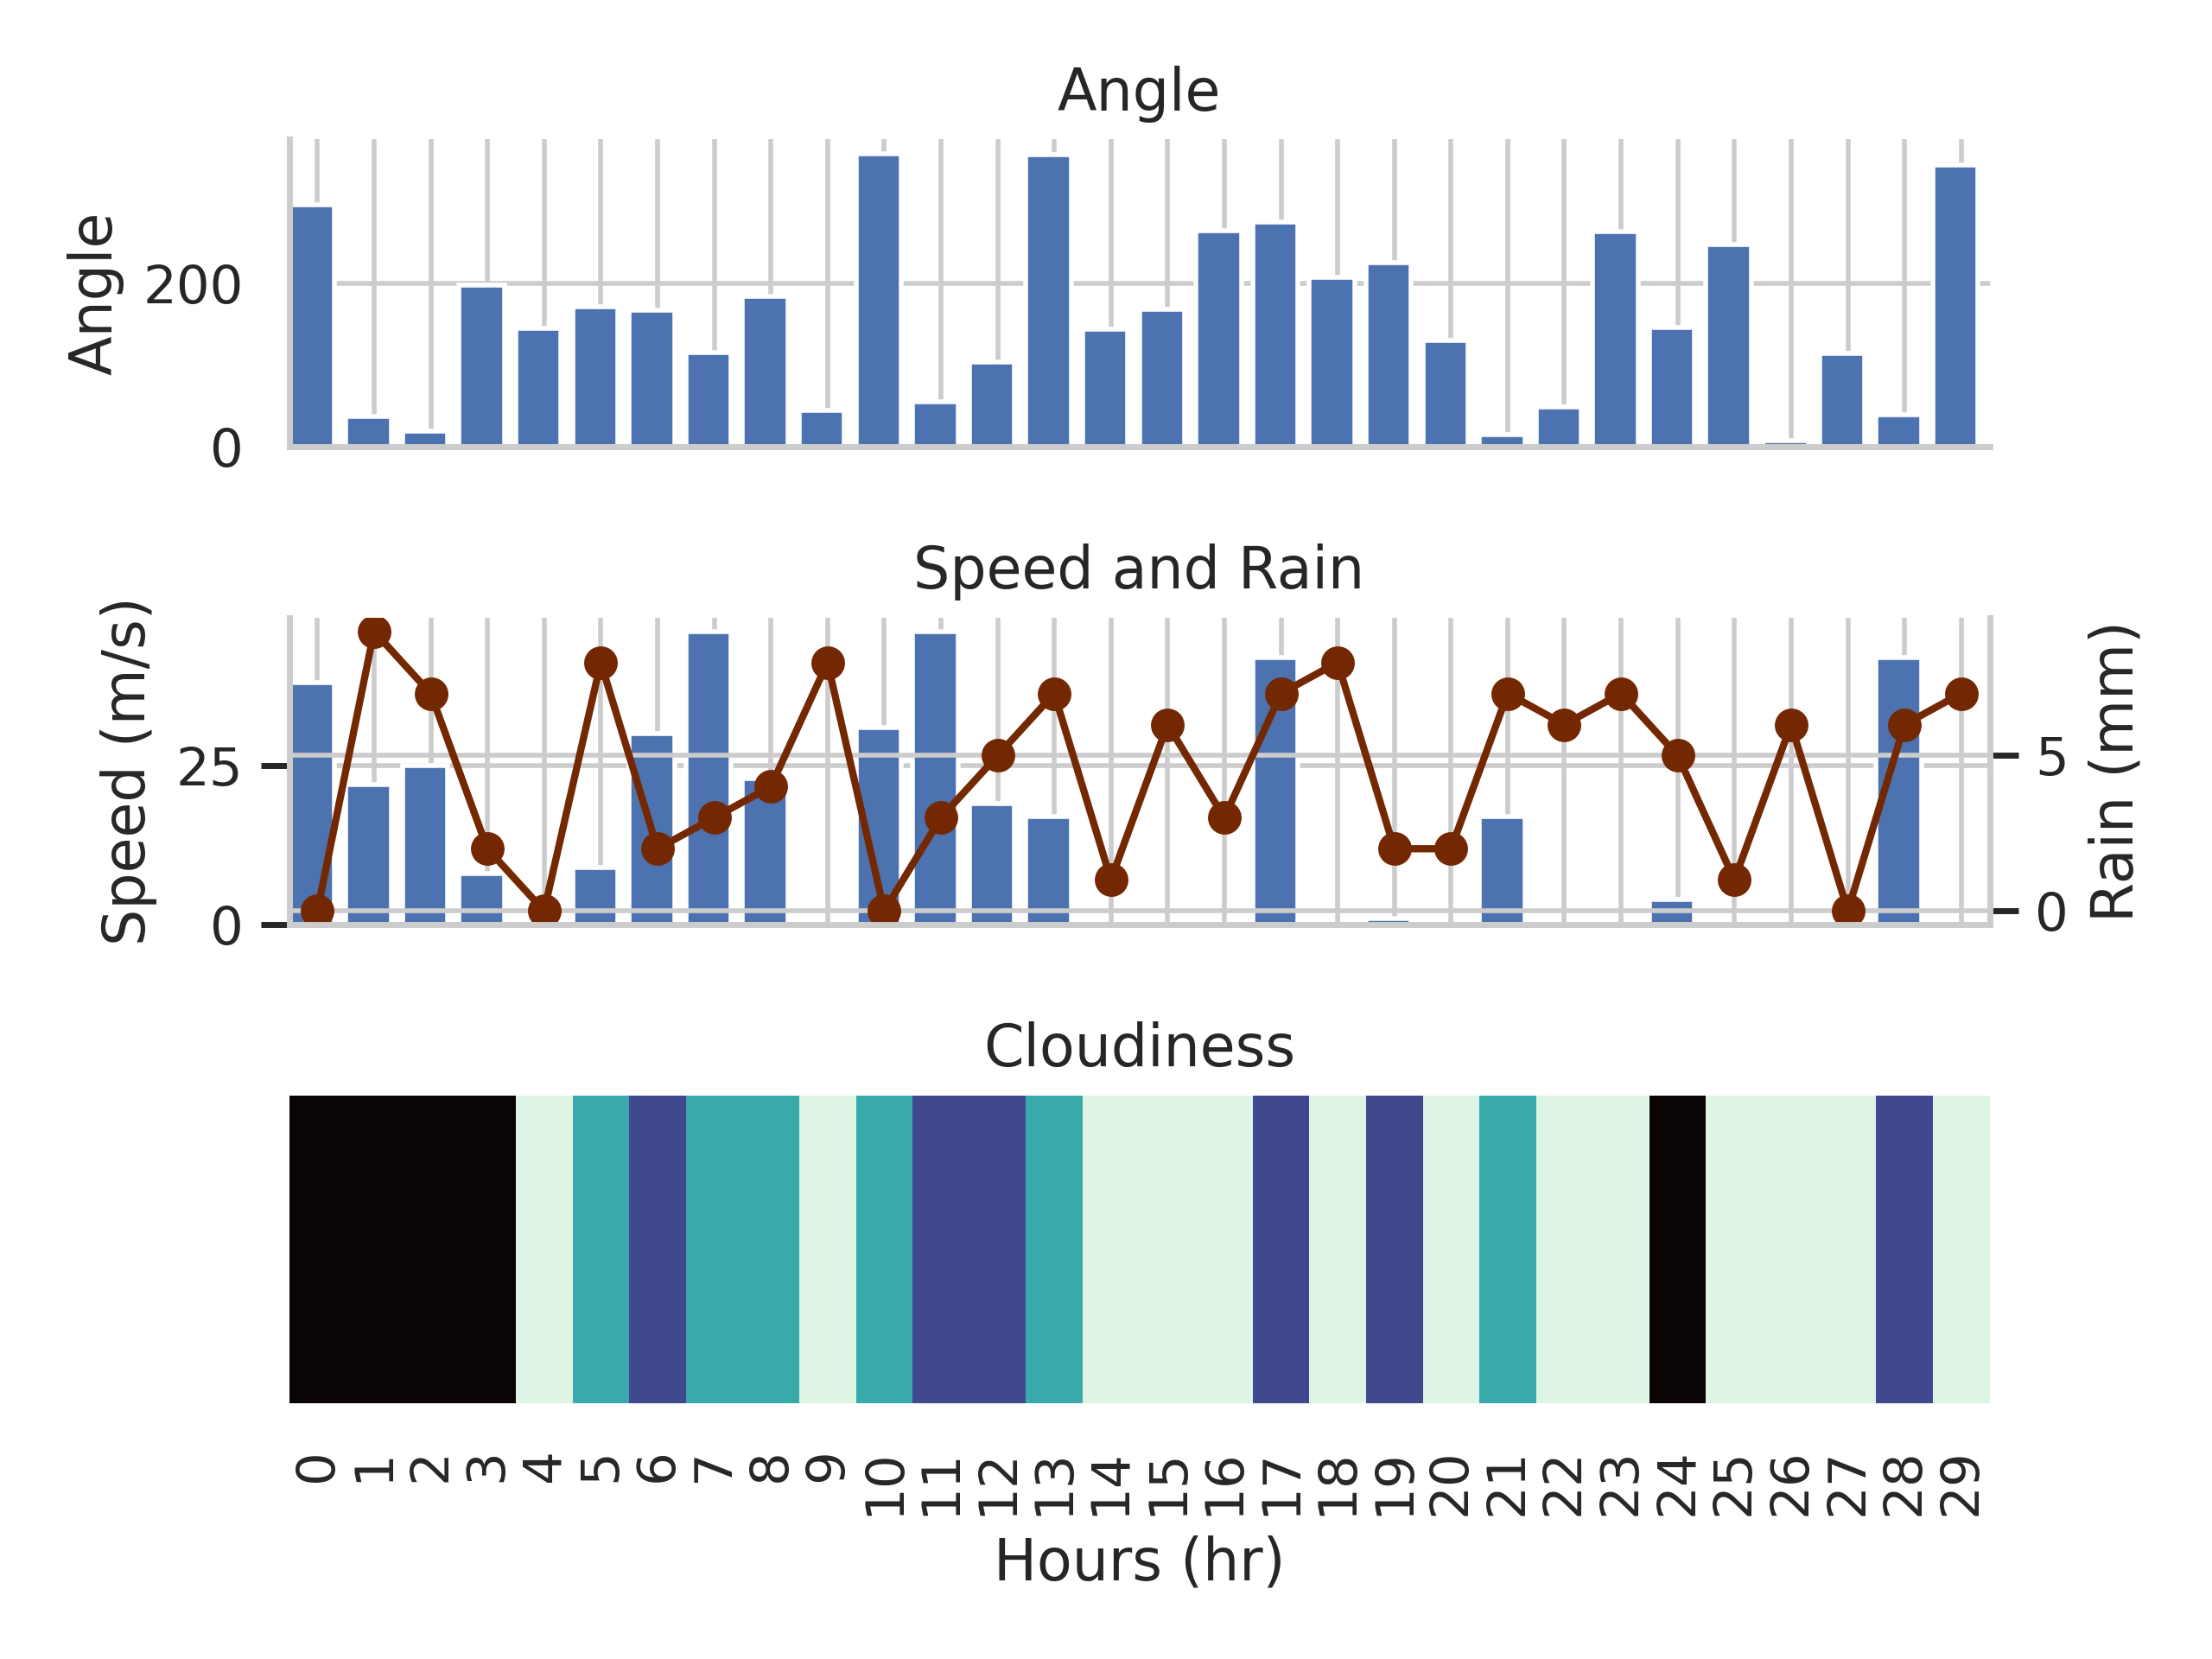 Angle
Angle
200
0
Speed and Rain
Speed (m/s)
25
0
5
0
Rain (mm)
Cloudiness
0 1 2 3 4 5 6 7 8 9 10 11 12 13 14 15 16 17 18 19 20 21 22 23 24 25 26 27 28 29
Hours (hr)